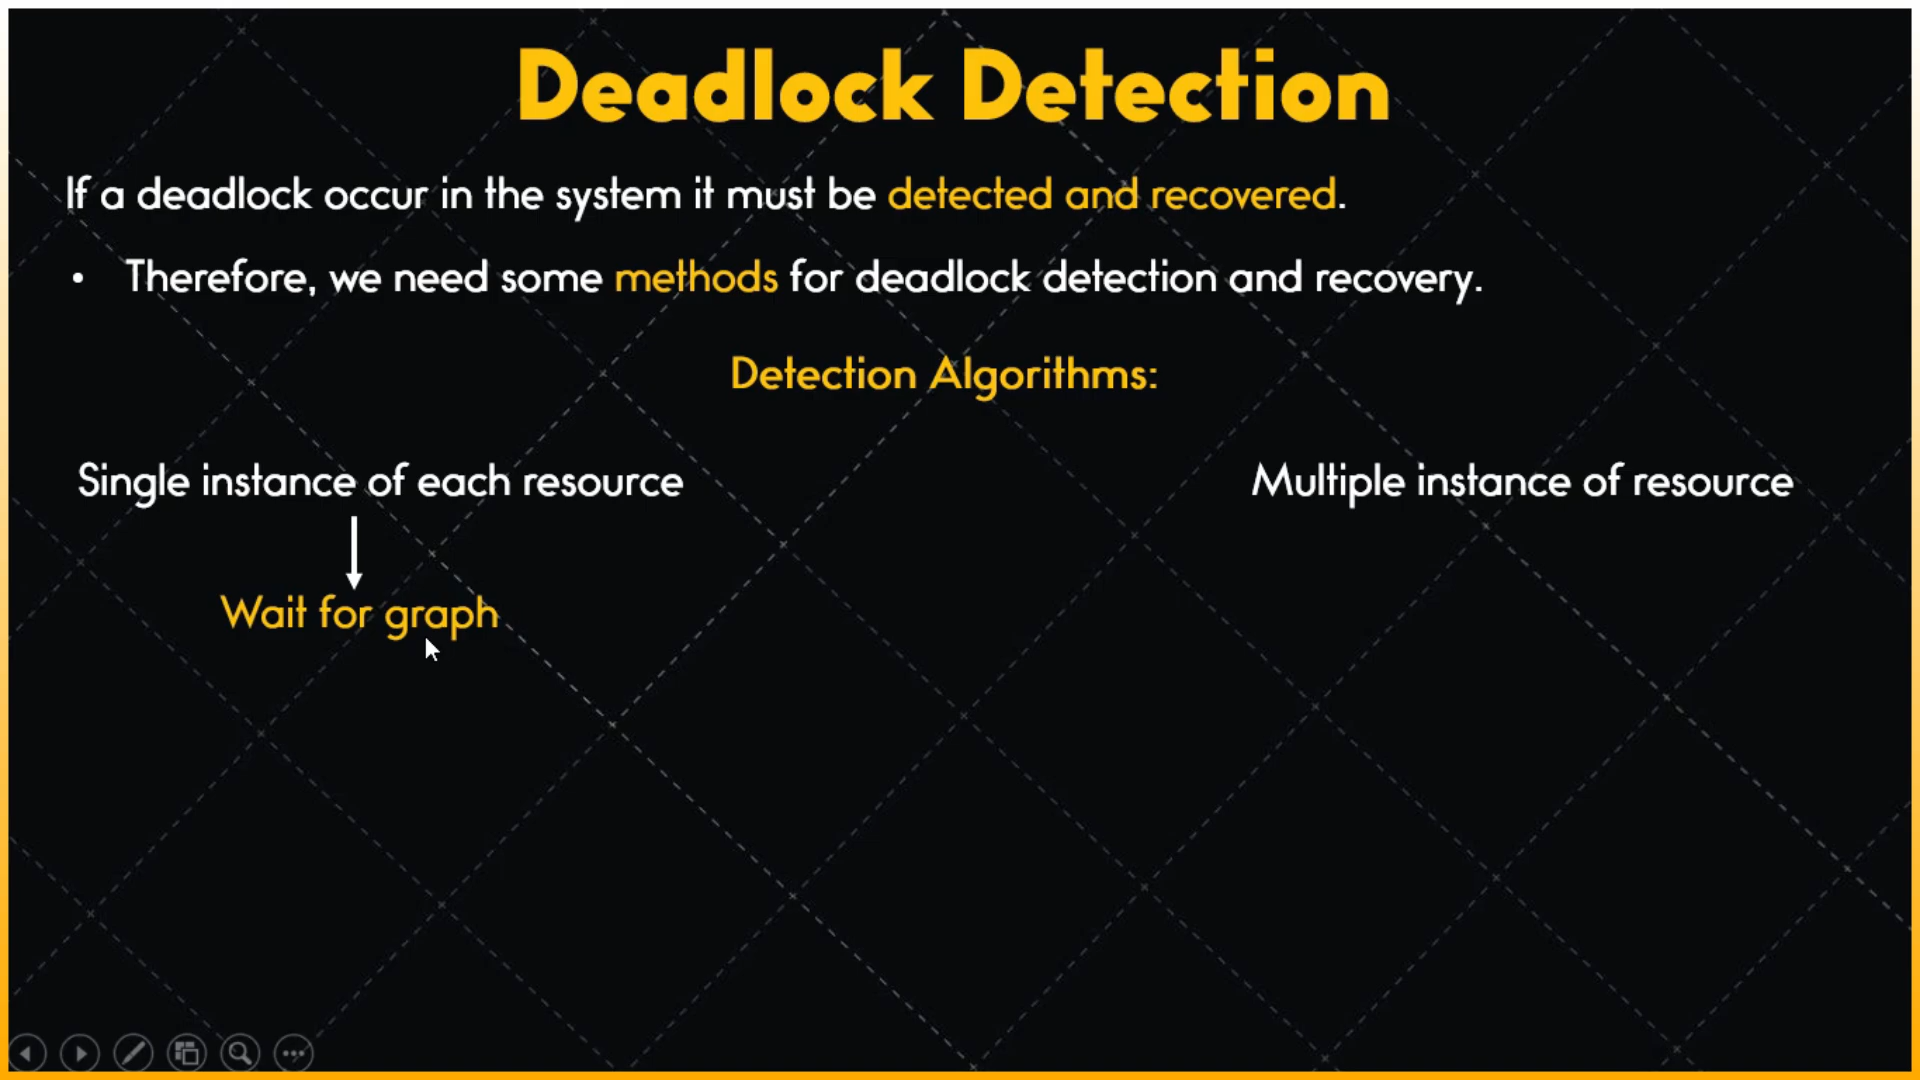 Deadlock Detection
If a deadlock occur in the system it must be detected and recovered.
• Therefore, we need some methods for deadlock detection and recovery.
Detection Algorithms:
Single instance of each resource
Multiple instance of resource
Wait for graph